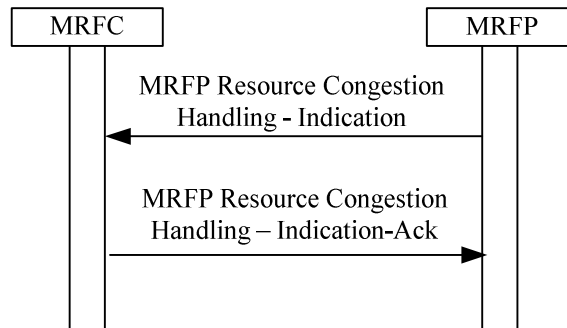 MRFC
MRFP
MRFP Resource Congestion
Handling - Indication
MRFP Resource Congestion
Handling – Indication-Ack